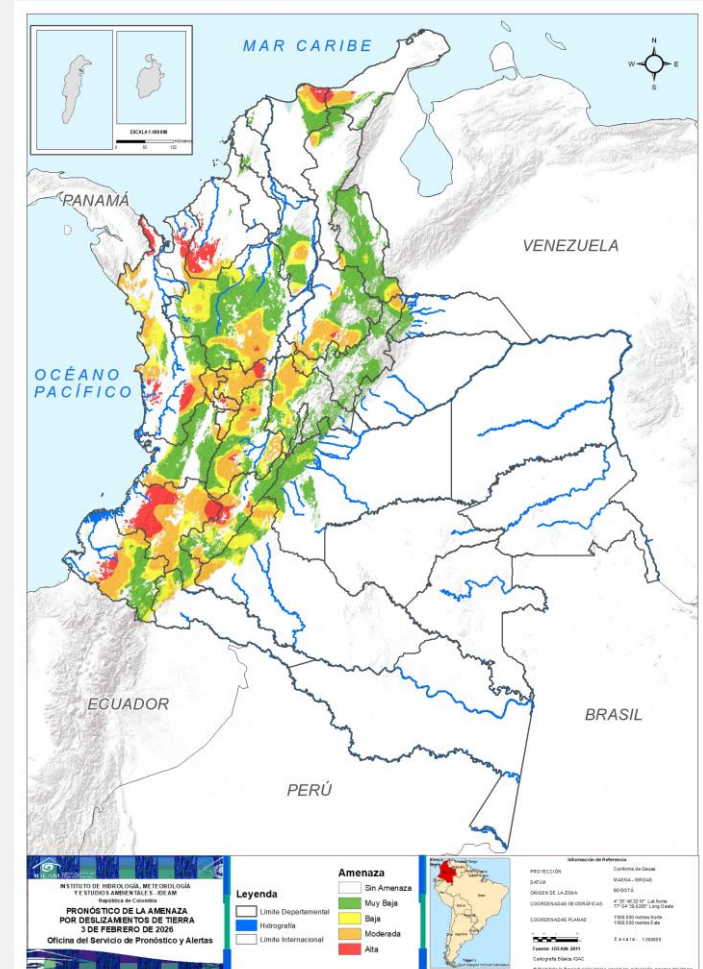 MAR CARIBE
N
W
E
S
ESCALA 1:500.000
PANAMÁ
VENEZUELA
OCÉANO
PACÍFICO
ECUADOR
BRASIL
PERÚ
IDEAM
INSTITUTO DE HIDROLOGÍA, METEOROLOGÍA
Y ESTUDIOS AMBIENTALES - IDEAM
República de Colombia
PRONÓSTICO DE LA AMENAZA
POR DESLIZAMIENTOS DE TIERRA
3 DE FEBRERO DE 2026
Oficina del Servicio de Pronóstico y Alertas
Leyenda
Límite Departamental
Hidrografía
Límite Internacional
Amenaza
Sin Amenaza
Muy Baja
Baja
Moderada
Alta
Información de Referencia
PROYECCIÓN Conforme de Gauss
DATUM MAGNA - SIRGAS
ORIGEN DE LA ZONA BOGOTÁ
COORDENADAS GEOGRÁFICAS
COORDENADAS PLANAS
Fuente: IDEAM
Cartografía Básica IGAC